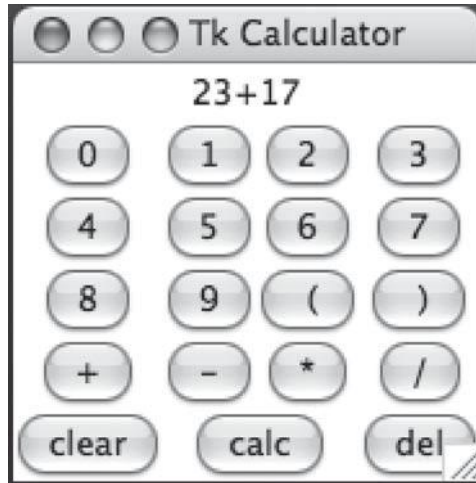 Tk Calculator
23+17
0 1 2 3
4 5 6 7
8 9 ( )
+ - * /
clear calc del